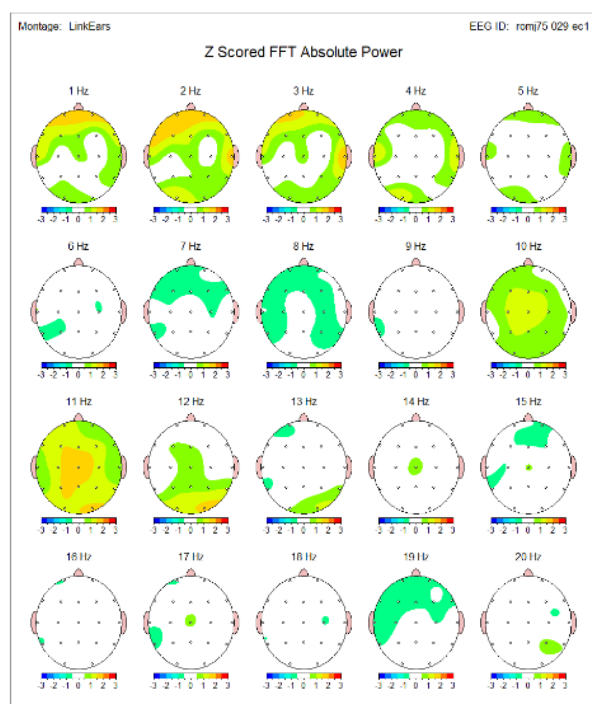 Montage: LinkEars EEG ID: romj75 029 ec1
Z Scored FFT Absolute Power
1 Hz 2 Hz 3 Hz 4 Hz 5 Hz
-3 -2 -1 0 1 2 3 -3 -2 -1 0 1 2 3 -3 -2 -1 0 1 2 3 -3 -2 -1 0 1 2 3 -3 -2 -1 0 1 2 3
6 Hz 7 Hz 8 Hz 9 Hz 10 Hz
-3 -2 -1 0 1 2 3 -3 -2 -1 0 1 2 3 -3 -2 -1 0 1 2 3 -3 -2 -1 0 1 2 3 -3 -2 -1 0 1 2 3
11 Hz 12 Hz 13 Hz 14 Hz 15 Hz
-3 -2 -1 0 1 2 3 -3 -2 -1 0 1 2 3 -3 -2 -1 0 1 2 3 -3 -2 -1 0 1 2 3 -3 -2 -1 0 1 2 3
16 Hz 17 Hz 18 Hz 19 Hz 20 Hz
-3 -2 -1 0 1 2 3 -3 -2 -1 0 1 2 3 -3 -2 -1 0 1 2 3 -3 -2 -1 0 1 2 3 -3 -2 -1 0 1 2 3